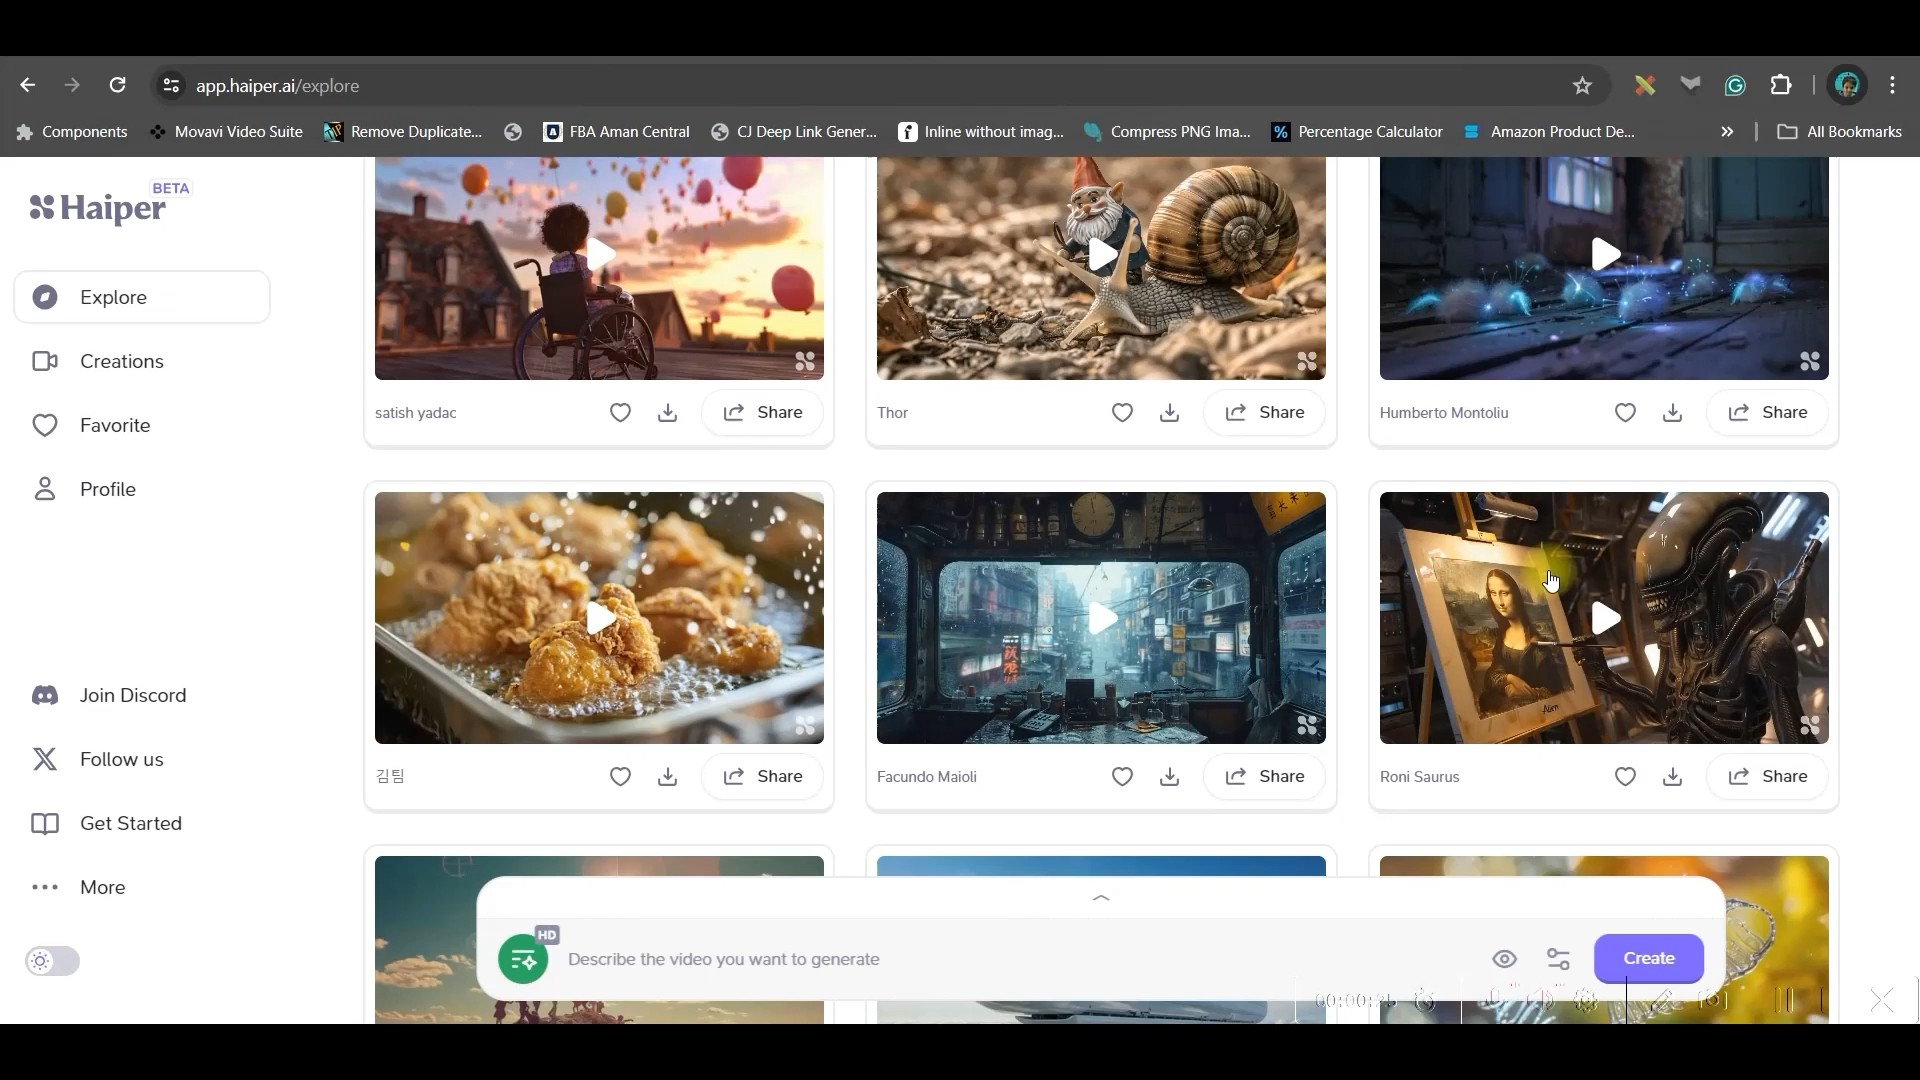 app.haiper.ai/explore
Components
Movavi Video Suite
Remove Duplicate...
FBA Aman Central
CJ Deep Link Gener...
Inline without imag...
Compress PNG Ima...
Percentage Calculator
Amazon Product De...
All Bookmarks
Haiper
BETA
Explore
Creations
Favorite
Profile
Join Discord
Follow us
Get Started
More
satish yadac
Share
Thor
Share
Humberto Montoliu
Share
김팀
Share
Facundo Maioli
Share
Alien
Roni Saurus
Share
HD
Describe the video you want to generate
Create